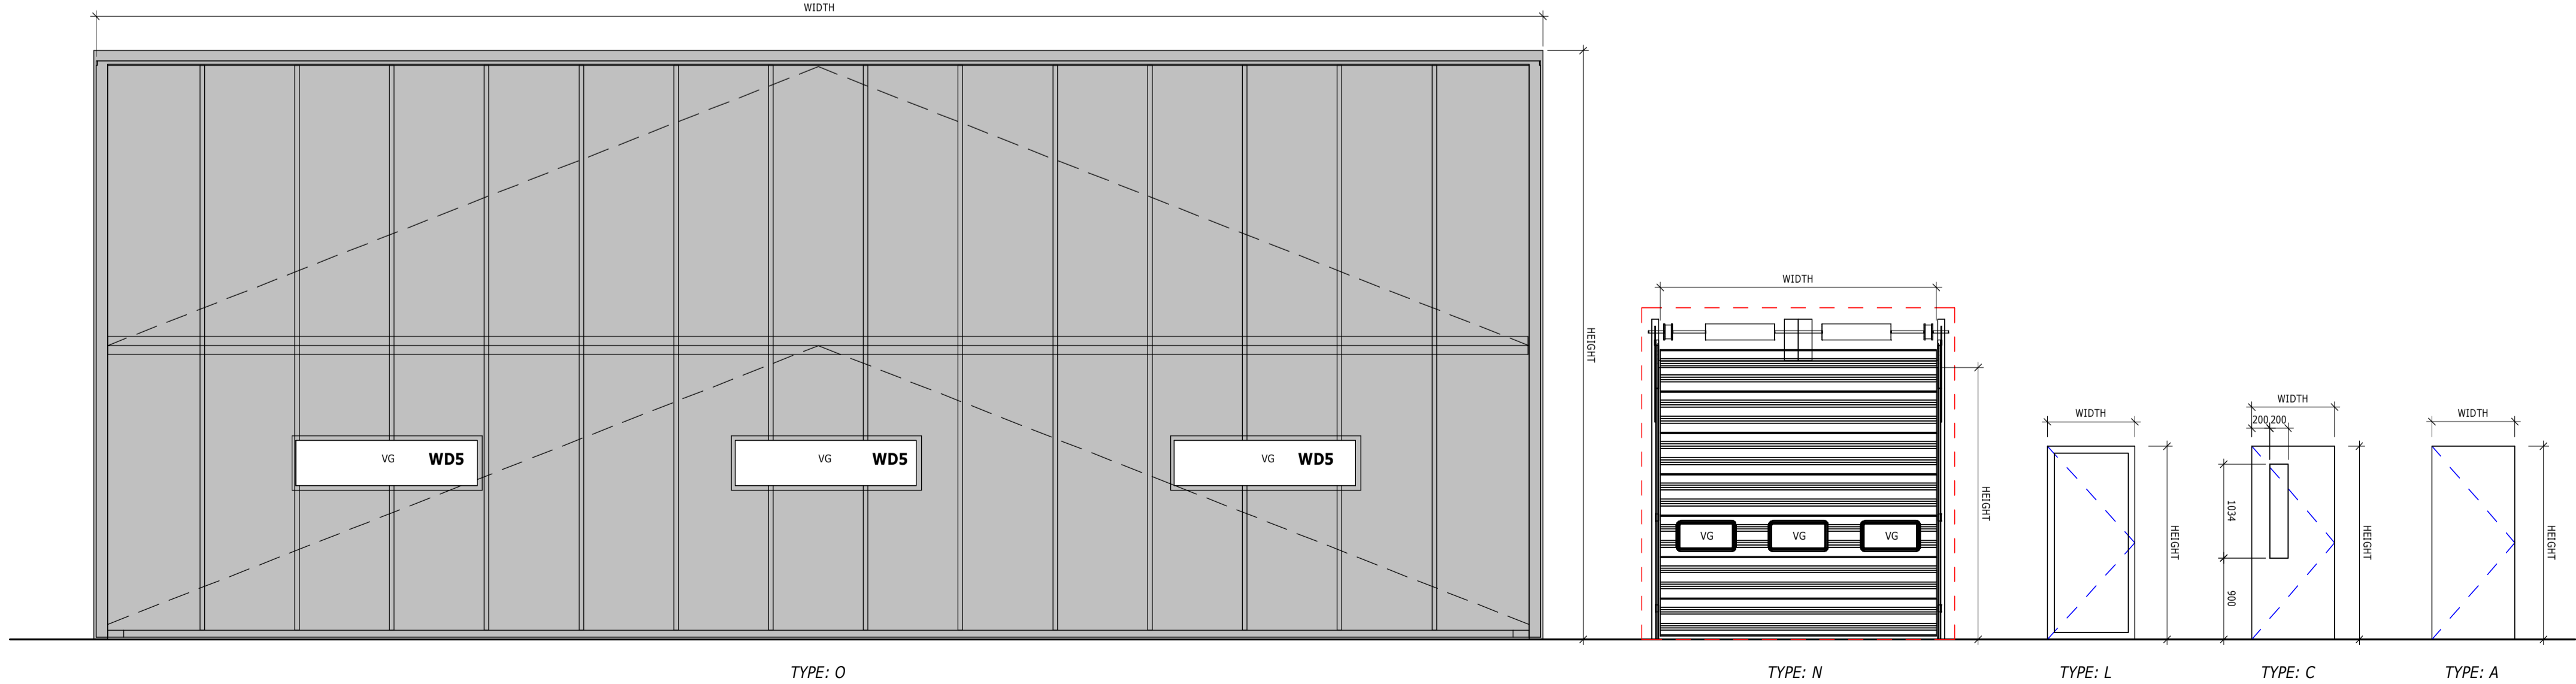 WIDTH
HEIGHT
VG WD5
VG WD5
VG WD5
TYPE: O
WIDTH
HEIGHT
VG
VG
VG
TYPE: N
WIDTH
HEIGHT
TYPE: L
WIDTH
200 200
1034
900
HEIGHT
TYPE: C
WIDTH
HEIGHT
TYPE: A